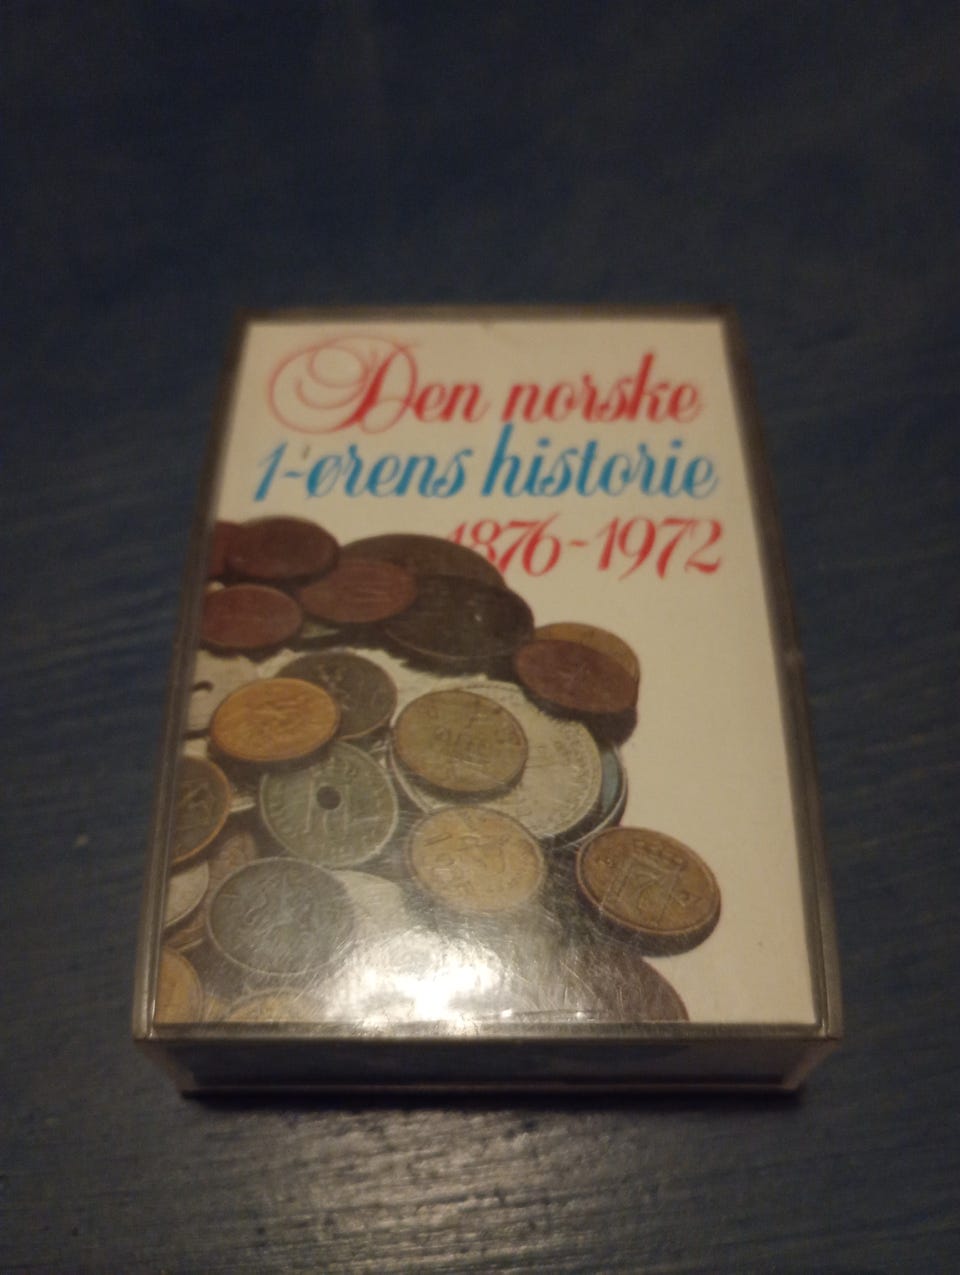 Den norske
1-ørens historie
1876-1972